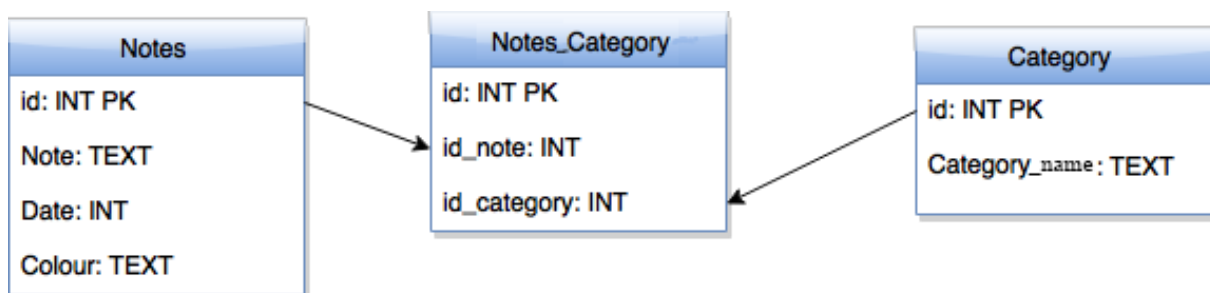 Notes
id: INT PK
Note: TEXT
Date: INT
Colour: TEXT
Notes_Category
id: INT PK
id_note: INT
id_category: INT
Category
id: INT PK
Category_name: TEXT